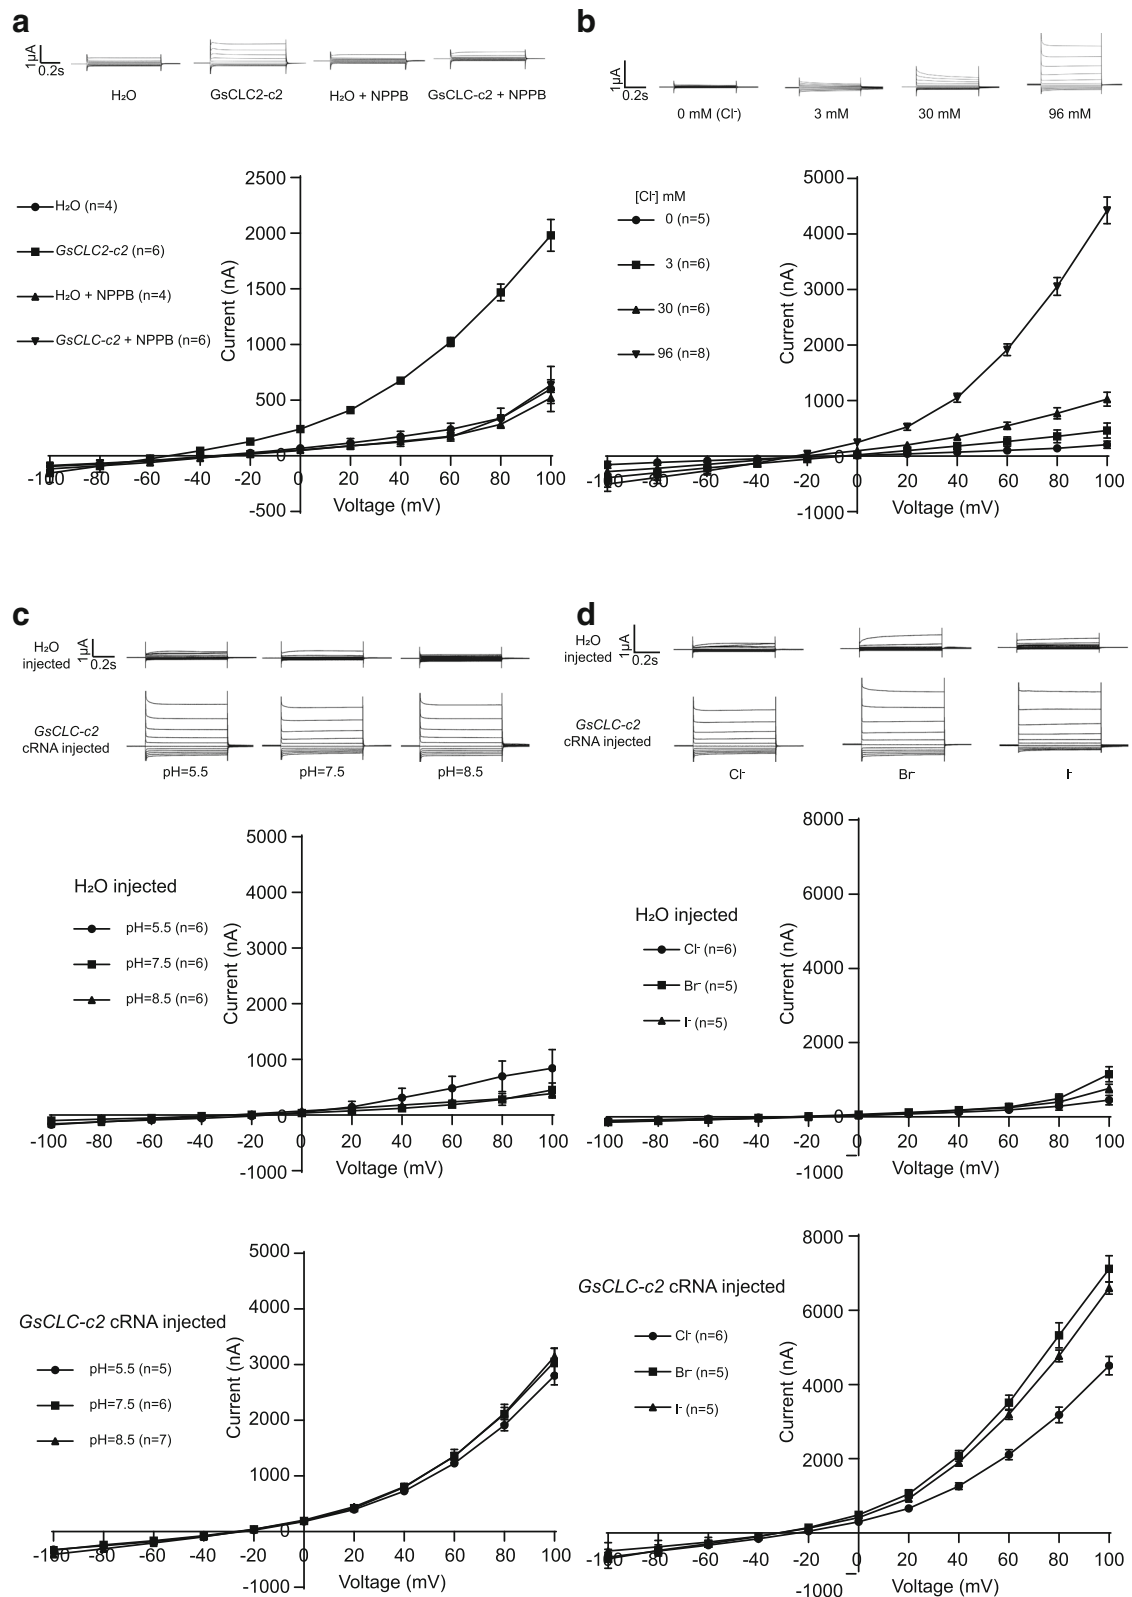 a
1μA
0.2s
H₂O
GsCLC2-c2
H₂O + NPPB
GsCLC-c2 + NPPB
H₂O (n=4)
GsCLC2-c2 (n=6)
H₂O + NPPB (n=4)
GsCLC-c2 + NPPB (n=6)
Current (nA)
2500
2000
1500
1000
500
0
-500
-100 -80 -60 -40 -20 0 20 40 60 80 100
Voltage (mV)
b
1μA
0.2s
0 mM (Cl⁻)
3 mM
30 mM
96 mM
[Cl⁻] mM
0 (n=5)
3 (n=6)
30 (n=6)
96 (n=8)
Current (nA)
5000
4000
3000
2000
1000
0
-1000
-100 -80 -60 -40 -20 0 20 40 60 80 100
Voltage (mV)
c
H₂O
injected
1μA
0.2s
GsCLC-c2
cRNA injected
pH=5.5
pH=7.5
pH=8.5
H₂O injected
pH=5.5 (n=6)
pH=7.5 (n=6)
pH=8.5 (n=6)
Current (nA)
5000
4000
3000
2000
1000
0
-1000
-100 -80 -60 -40 -20 0 20 40 60 80 100
Voltage (mV)
GsCLC-c2 cRNA injected
pH=5.5 (n=5)
pH=7.5 (n=6)
pH=8.5 (n=7)
Current (nA)
5000
4000
3000
2000
1000
0
-1000
-100 -80 -60 -40 -20 0 20 40 60 80 100
Voltage (mV)
d
H₂O
injected
1μA
0.2s
GsCLC-c2
cRNA injected
Cl⁻
Br⁻
I⁻
H₂O injected
Cl⁻ (n=6)
Br⁻ (n=5)
I⁻ (n=5)
Current (nA)
8000
6000
4000
2000
0
-1000
-100 -80 -60 -40 -20 0 20 40 60 80 100
Voltage (mV)
GsCLC-c2 cRNA injected
Cl⁻ (n=6)
Br⁻ (n=5)
I⁻ (n=5)
Current (nA)
8000
6000
4000
2000
0
-1000
-100 -80 -60 -40 -20 0 20 40 60 80 100
Voltage (mV)